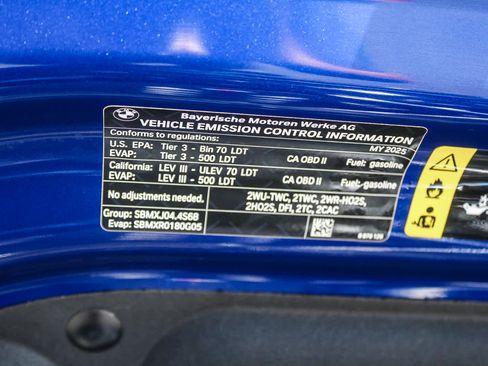 BMW
Bayerische Motoren Werke AG
VEHICLE EMISSION CONTROL INFORMATION
Conforms to regulations: MY 2025
U.S. EPA: Tier 3 - Bin 70 LDT
EVAP: Tier 3 - 500 LDT CA OBD II Fuel: gasoline
California: LEV III - ULEV 70 LDT
EVAP: LEV III - 500 LDT CA OBD II Fuel: gasoline
No adjustments needed. 2WU-TWC, 2TWC, 2WR-HO2S,
2HO2S, DFI, 2TC, 2CAC
Group: SBMXJ04.4S6B
Evap: SBMXR0180G05